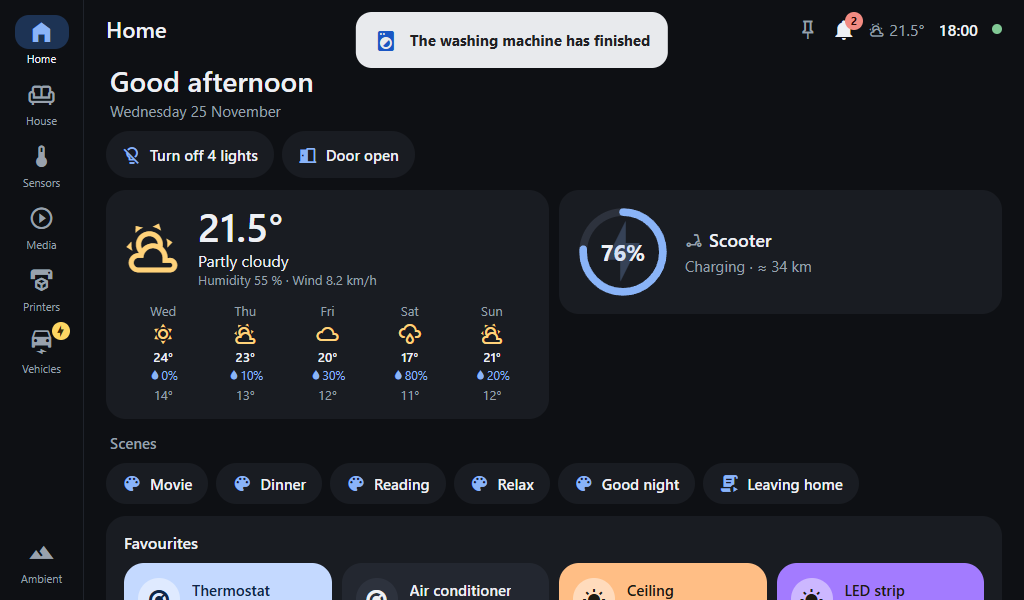 Home
The washing machine has finished
2
21.5°
18:00
Home
House
Sensors
Media
Printers
Vehicles
Ambient
Good afternoon
Wednesday 25 November
Turn off 4 lights
Door open
21.5°
Partly cloudy
Humidity 55 % · Wind 8.2 km/h
Wed Thu Fri Sat Sun
24° 23° 20° 17° 21°
0% 10% 30% 80% 20%
14° 13° 12° 11° 12°
76%
Scooter
Charging · ≈ 34 km
Scenes
Movie
Dinner
Reading
Relax
Good night
Leaving home
Favourites
Thermostat
Air conditioner
Ceiling
LED strip